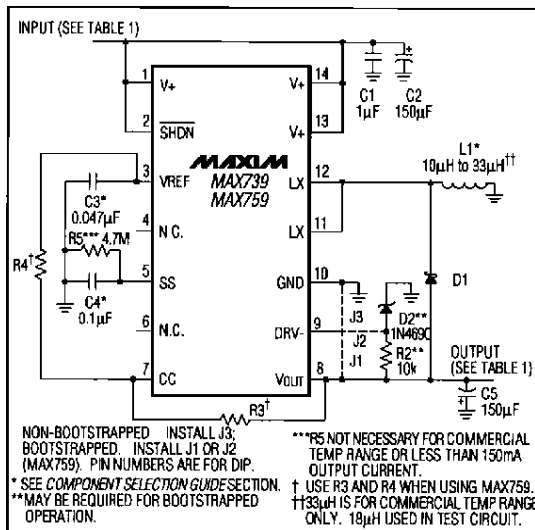 INPUT (SEE TABLE 1)
1
V+
2
SHDN
3
VREF
4
N.C.
5
SS
6
N.C.
7
CC
MAXIM
MAX739
MAX759
14
V+
13
V+
12
LX
11
LX
10
GND
9
DRV-
8
VOUT
C1
1µF
C2
150µF
+
L1*
10µH to 33µH††
C3*
0.047µF
R5*** 4.7M
R4†
C4*
0.1µF
D1
J3
J2
J1
D2**
1N4690
R2**
10k
OUTPUT
(SEE TABLE 1)
C5
150µF
+
R3†
NON-BOOTSTRAPPED INSTALL J3;
BOOTSTRAPPED. INSTALL J1 OR J2
(MAX759). PIN NUMBERS ARE FOR DIP.
* SEE COMPONENT SELECTION GUIDE SECTION.
**MAY BE REQUIRED FOR BOOTSTRAPPED
OPERATION.
***R5 NOT NECESSARY FOR COMMERCIAL
TEMP RANGE OR LESS THAN 150mA
OUTPUT CURRENT.
† USE R3 AND R4 WHEN USING MAX759.
††33µH IS FOR COMMERCIAL TEMP RANGE
ONLY. 18µH USED IN TEST CIRCUIT.